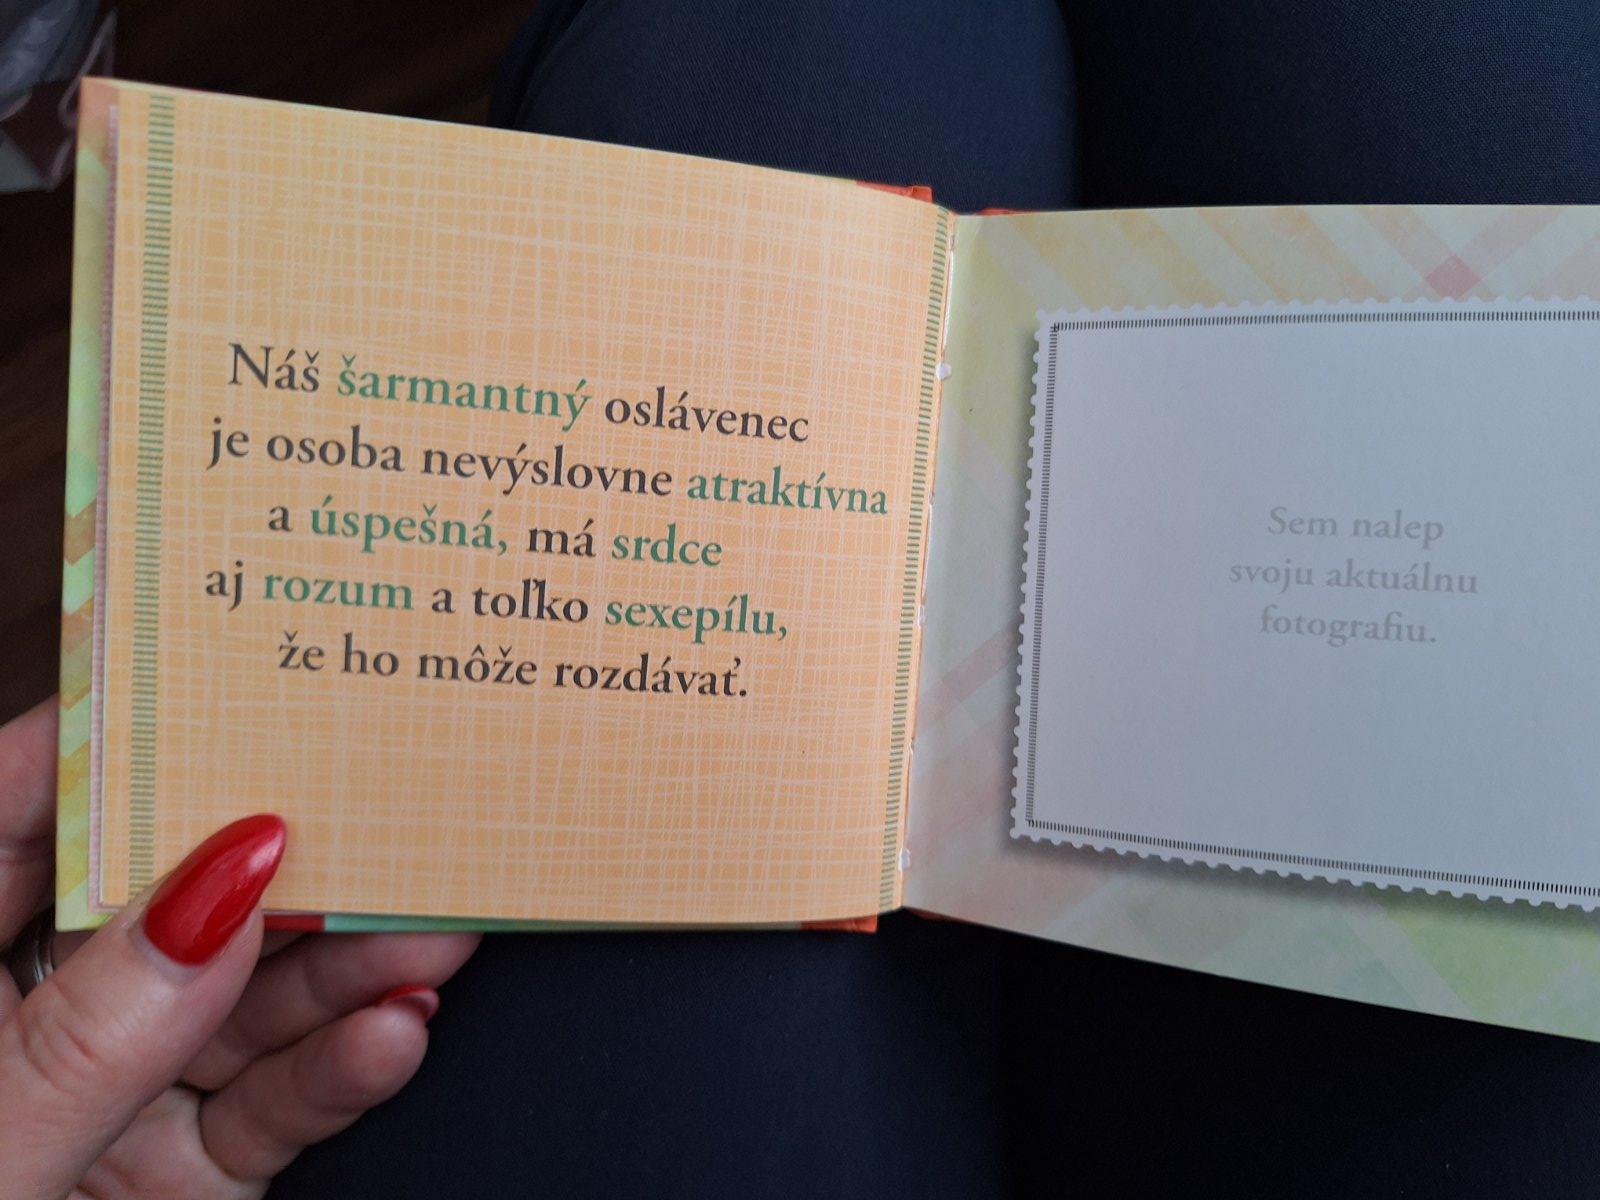 Náš šarmantný oslávenec
je osoba nevýslovne atraktívna
a úspešná, má srdce
aj rozum a toľko sexepílu,
že ho môže rozdávať.
Sem nalep
svoju aktuálnu
fotografiu.